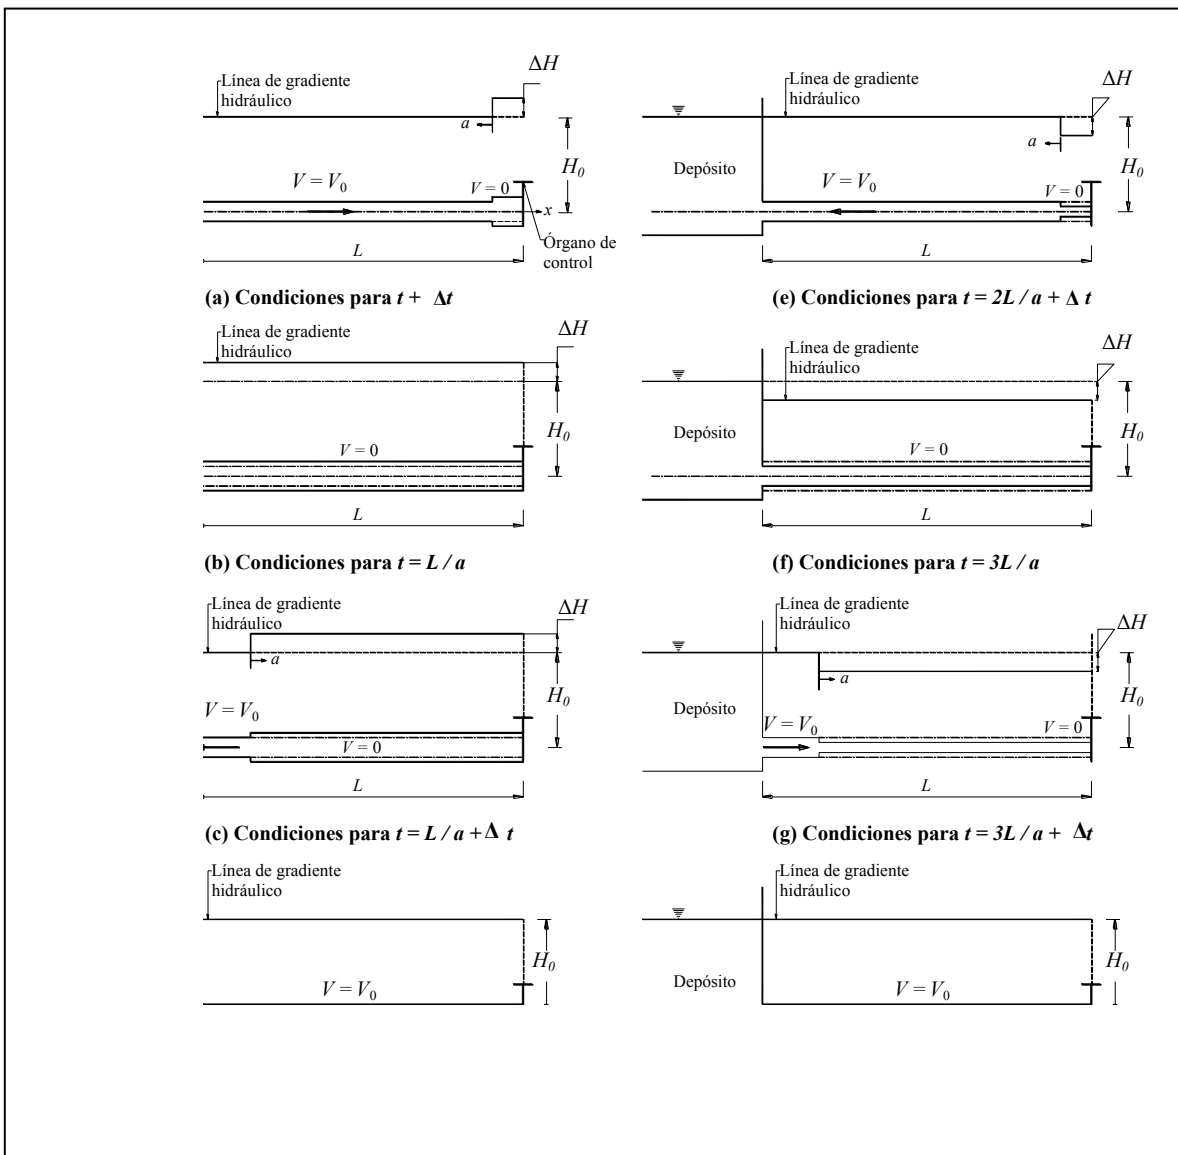 Línea de gradiente
hidráulico
ΔH
a
H0
V = V0
V = 0
x
Órgano de
control
L
(a) Condiciones para t + Δt
Línea de gradiente
hidráulico
ΔH
a
Depósito
H0
V = V0
V = 0
L
(e) Condiciones para t = 2L / a + Δ t
Línea de gradiente
hidráulico
ΔH
H0
V = 0
L
(b) Condiciones para t = L / a
Línea de gradiente
hidráulico
ΔH
Depósito
H0
V = 0
L
(f) Condiciones para t = 3L / a
Línea de gradiente
hidráulico
ΔH
a
H0
V = V0
V = 0
L
(c) Condiciones para t = L / a + Δ t
Línea de gradiente
hidráulico
ΔH
a
Depósito
H0
V = V0
V = 0
L
(g) Condiciones para t = 3L / a + Δt
Línea de gradiente
hidráulico
H0
V = V0
Línea de gradiente
hidráulico
Depósito
H0
V = V0